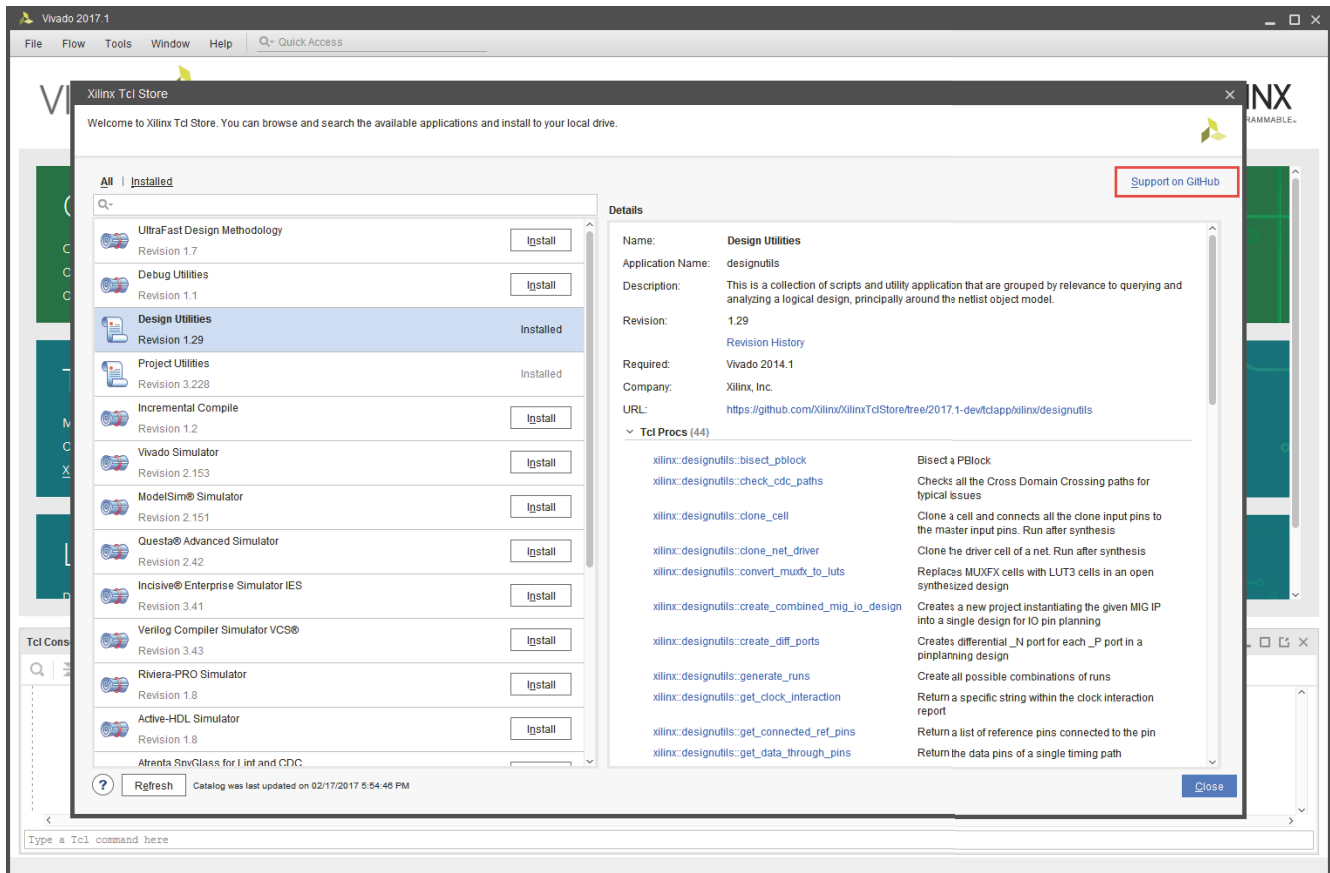 Vivado 2017.1
File Flow Tools Window Help Quick Access
Xilinx Tcl Store
INX
RAMMABLE.
Welcome to Xilinx Tcl Store. You can browse and search the available applications and install to your local drive.
All | Installed
Support on GitHub
UltraFast Design Methodology
Revision 1.7
Install
Debug Utilities
Revision 1.1
Install
Design Utilities
Revision 1.29
Installed
Project Utilities
Revision 3.228
Installed
Incremental Compile
Revision 1.2
Install
Vivado Simulator
Revision 2.153
Install
ModelSim® Simulator
Revision 2.151
Install
Questa® Advanced Simulator
Revision 2.42
Install
Incisive® Enterprise Simulator IES
Revision 3.41
Install
Verilog Compiler Simulator VCS®
Revision 3.43
Install
Riviera-PRO Simulator
Revision 1.8
Install
Active-HDL Simulator
Revision 1.8
Install
Atrenta SpyGlass for Lint and CDC
Details
Name: Design Utilities
Application Name: designutils
Description: This is a collection of scripts and utility application that are grouped by relevance to querying and
analyzing a logical design, principally around the netlist object model.
Revision: 1.29
Revision History
Required: Vivado 2014.1
Company: Xilinx, Inc.
URL: https://github.com/Xilinx/XilinxTclStore/tree/2017.1-dev/tclapp/xilinx/designutils
Tcl Procs (44)
xilinx::designutils::bisect_pblock Bisect a PBlock
xilinx::designutils::check_cdc_paths Checks all the Cross Domain Crossing paths for
typical issues
xilinx::designutils::clone_cell Clone a cell and connects all the clone input pins to
the master input pins. Run after synthesis
xilinx::designutils::clone_net_driver Clone the driver cell of a net. Run after synthesis
xilinx::designutils::convert_muxfx_to_luts Replaces MUXFX cells with LUT3 cells in an open
synthesized design
xilinx::designutils::create_combined_mig_io_design Creates a new project instantiating the given MIG IP
into a single design for IO pin planning
xilinx::designutils::create_diff_ports Creates differential _N port for each _P port in a
pinplanning design
xilinx::designutils::generate_runs Create all possible combinations of runs
xilinx::designutils::get_clock_interaction Return a specific string within the clock interaction
report
xilinx::designutils::get_connected_ref_pins Return a list of reference pins connected to the pin
xilinx::designutils::get_data_through_pins Return the data pins of a single timing path
? Refresh Catalog was last updated on 02/17/2017 5:54:46 PM
Close
Tcl Cons
Type a Tcl command here